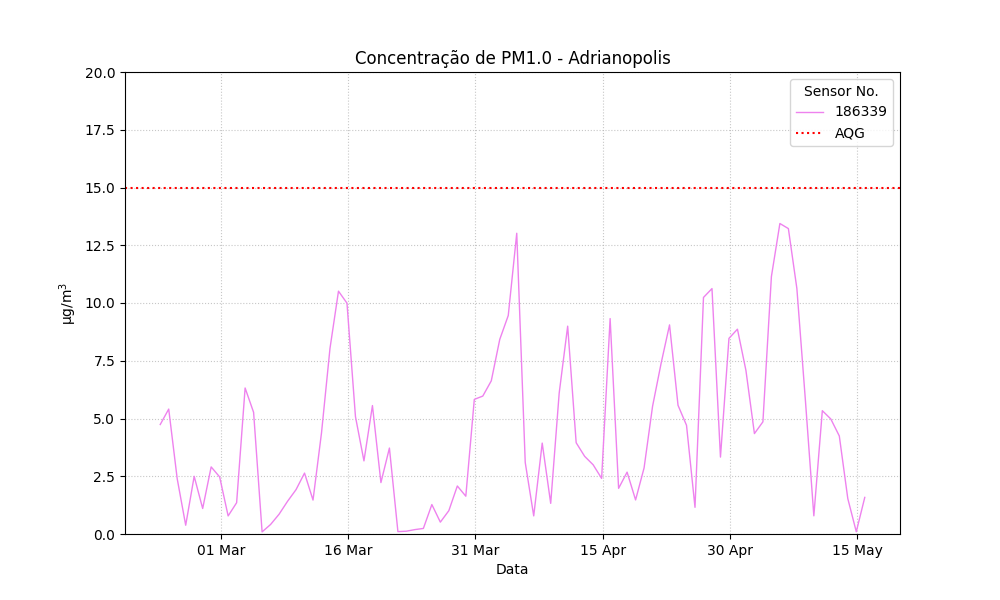 Concentração de PM1.0 - Adrianopolis
20.0
17.5
15.0
12.5
10.0
7.5
5.0
2.5
0.0
µg/m³
Sensor No.
186339
AQG
01 Mar
16 Mar
31 Mar
15 Apr
30 Apr
15 May
Data